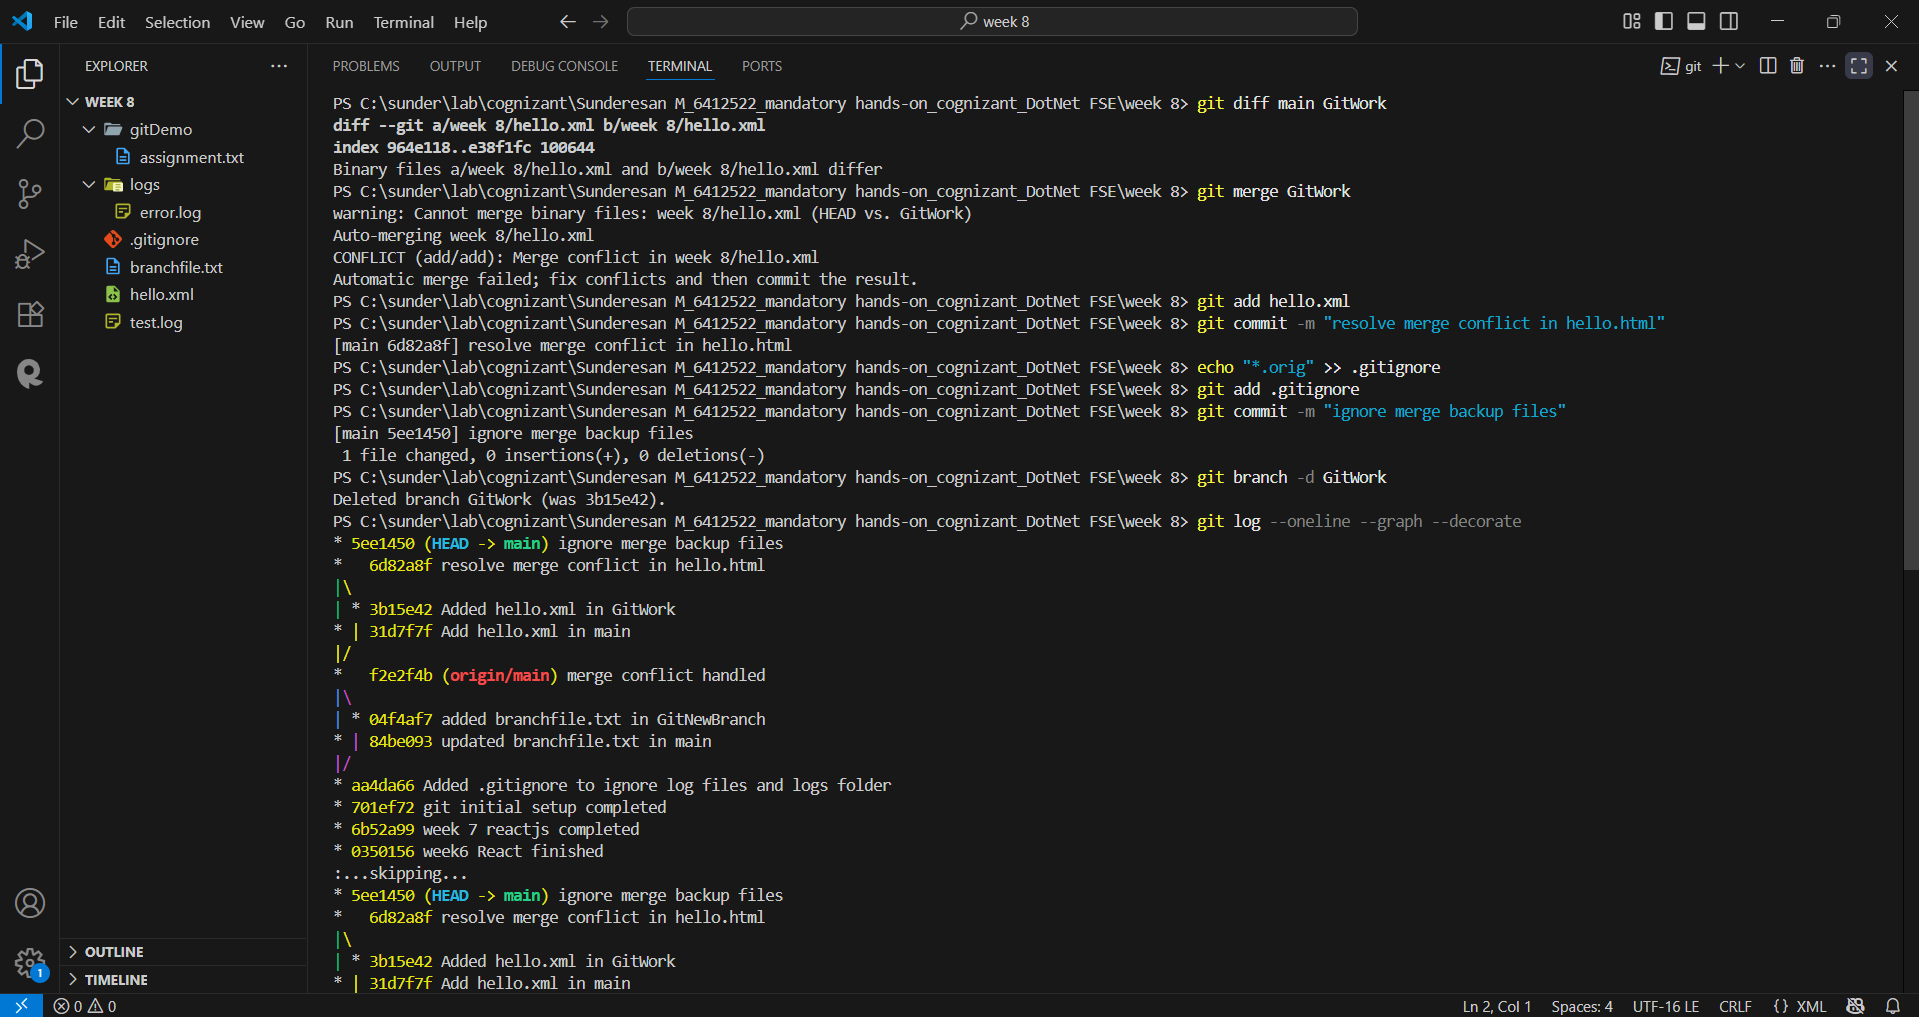 File Edit Selection View Go Run Terminal Help
week 8
EXPLORER
PROBLEMS OUTPUT DEBUG CONSOLE TERMINAL PORTS
git
WEEK 8
gitDemo
assignment.txt
logs
error.log
.gitignore
branchfile.txt
hello.xml
test.log
OUTLINE
TIMELINE
PS C:\sunder\lab\cognizant\Sunderesan M_6412522_mandatory hands-on_cognizant_DotNet FSE\week 8> git diff main GitWork
diff --git a/week 8/hello.xml b/week 8/hello.xml
index 964e118..e38f1fc 100644
Binary files a/week 8/hello.xml and b/week 8/hello.xml differ
PS C:\sunder\lab\cognizant\Sunderesan M_6412522_mandatory hands-on_cognizant_DotNet FSE\week 8> git merge GitWork
warning: Cannot merge binary files: week 8/hello.xml (HEAD vs. GitWork)
Auto-merging week 8/hello.xml
CONFLICT (add/add): Merge conflict in week 8/hello.xml
Automatic merge failed; fix conflicts and then commit the result.
PS C:\sunder\lab\cognizant\Sunderesan M_6412522_mandatory hands-on_cognizant_DotNet FSE\week 8> git add hello.xml
PS C:\sunder\lab\cognizant\Sunderesan M_6412522_mandatory hands-on_cognizant_DotNet FSE\week 8> git commit -m "resolve merge conflict in hello.html"
[main 6d82a8f] resolve merge conflict in hello.html
PS C:\sunder\lab\cognizant\Sunderesan M_6412522_mandatory hands-on_cognizant_DotNet FSE\week 8> echo "*.orig" >> .gitignore
PS C:\sunder\lab\cognizant\Sunderesan M_6412522_mandatory hands-on_cognizant_DotNet FSE\week 8> git add .gitignore
PS C:\sunder\lab\cognizant\Sunderesan M_6412522_mandatory hands-on_cognizant_DotNet FSE\week 8> git commit -m "ignore merge backup files"
[main 5ee1450] ignore merge backup files
 1 file changed, 0 insertions(+), 0 deletions(-)
PS C:\sunder\lab\cognizant\Sunderesan M_6412522_mandatory hands-on_cognizant_DotNet FSE\week 8> git branch -d GitWork
Deleted branch GitWork (was 3b15e42).
PS C:\sunder\lab\cognizant\Sunderesan M_6412522_mandatory hands-on_cognizant_DotNet FSE\week 8> git log --oneline --graph --decorate
* 5ee1450 (HEAD -> main) ignore merge backup files
*   6d82a8f resolve merge conflict in hello.html
|\
| * 3b15e42 Added hello.xml in GitWork
* | 31d7f7f Add hello.xml in main
|/
*   f2e2f4b (origin/main) merge conflict handled
|\
| * 04f4af7 added branchfile.txt in GitNewBranch
* | 84be093 updated branchfile.txt in main
|/
* aa4da66 Added .gitignore to ignore log files and logs folder
* 701ef72 git initial setup completed
* 6b52a99 week 7 reactjs completed
* 0350156 week6 React finished
:...skipping...
* 5ee1450 (HEAD -> main) ignore merge backup files
*   6d82a8f resolve merge conflict in hello.html
|\
| * 3b15e42 Added hello.xml in GitWork
* | 31d7f7f Add hello.xml in main
1
0 0
Ln 2, Col 1 Spaces: 4 UTF-16 LE CRLF {} XML